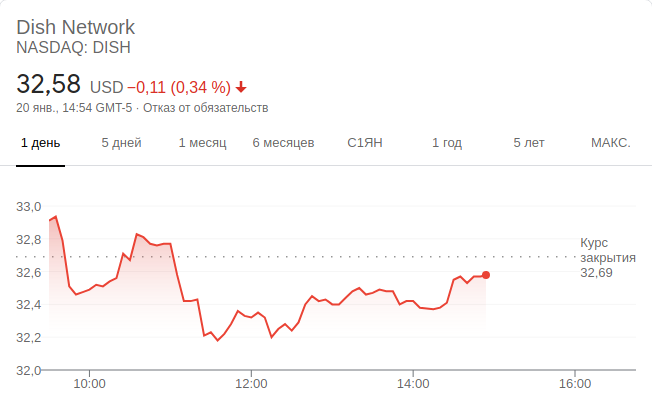 Dish Network
NASDAQ: DISH
32,58 USD −0,11 (0,34 %)
20 янв., 14:54 GMT-5 · Отказ от обязательств
1 день 5 дней 1 месяц 6 месяцев С1ЯН 1 год 5 лет МАКС.
33,0
32,8
32,6
32,4
32,2
32,0
Курс
закрытия
32,69
10:00 12:00 14:00 16:00